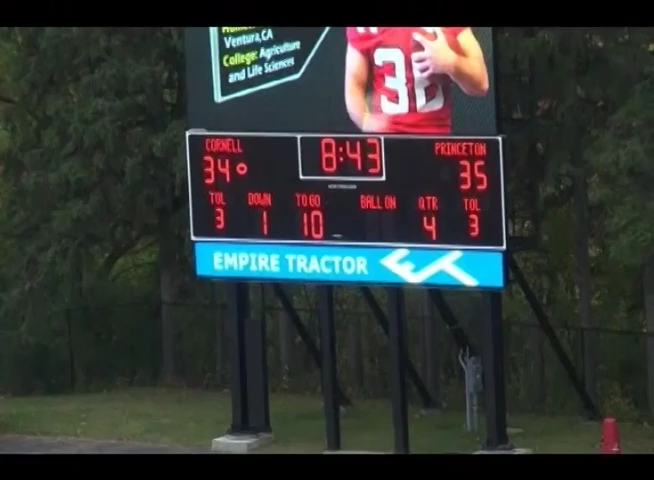 Ventura, CA
College: Agriculture
and Life Sciences
38
CORNELL 8:43 PRINCETON
34 35
TOL DOWN TO GO BALL ON QTR TOL
3 1 10 4 3
EMPIRE TRACTOR ET